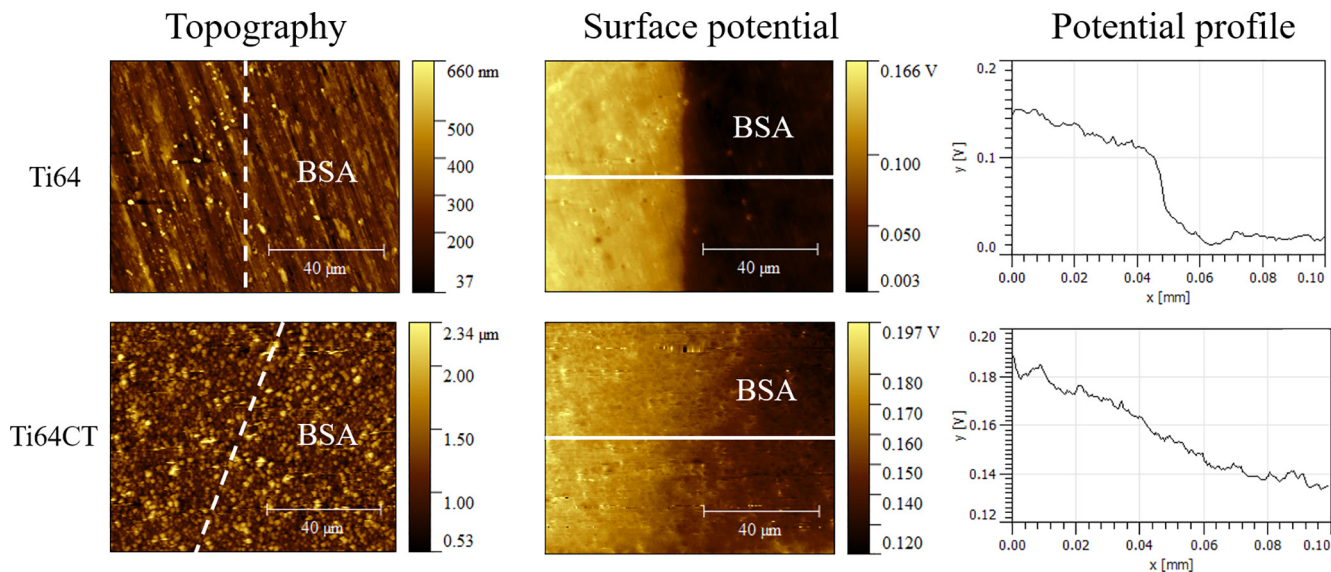 Topography
Surface potential
Potential profile
Ti64
BSA
40 µm
660 nm
500
400
300
200
37
BSA
40 µm
0.166 V
0.100
0.050
0.003
0.2
0.1
0.0
y [V]
0.00 0.02 0.04 0.06 0.08 0.10
x [mm]
Ti64CT
BSA
40 µm
2.34 µm
2.00
1.50
1.00
0.53
BSA
40 µm
0.197 V
0.180
0.170
0.160
0.150
0.140
0.120
0.20
0.18
0.16
0.14
0.12
y [V]
0.00 0.02 0.04 0.06 0.08 0.10
x [mm]